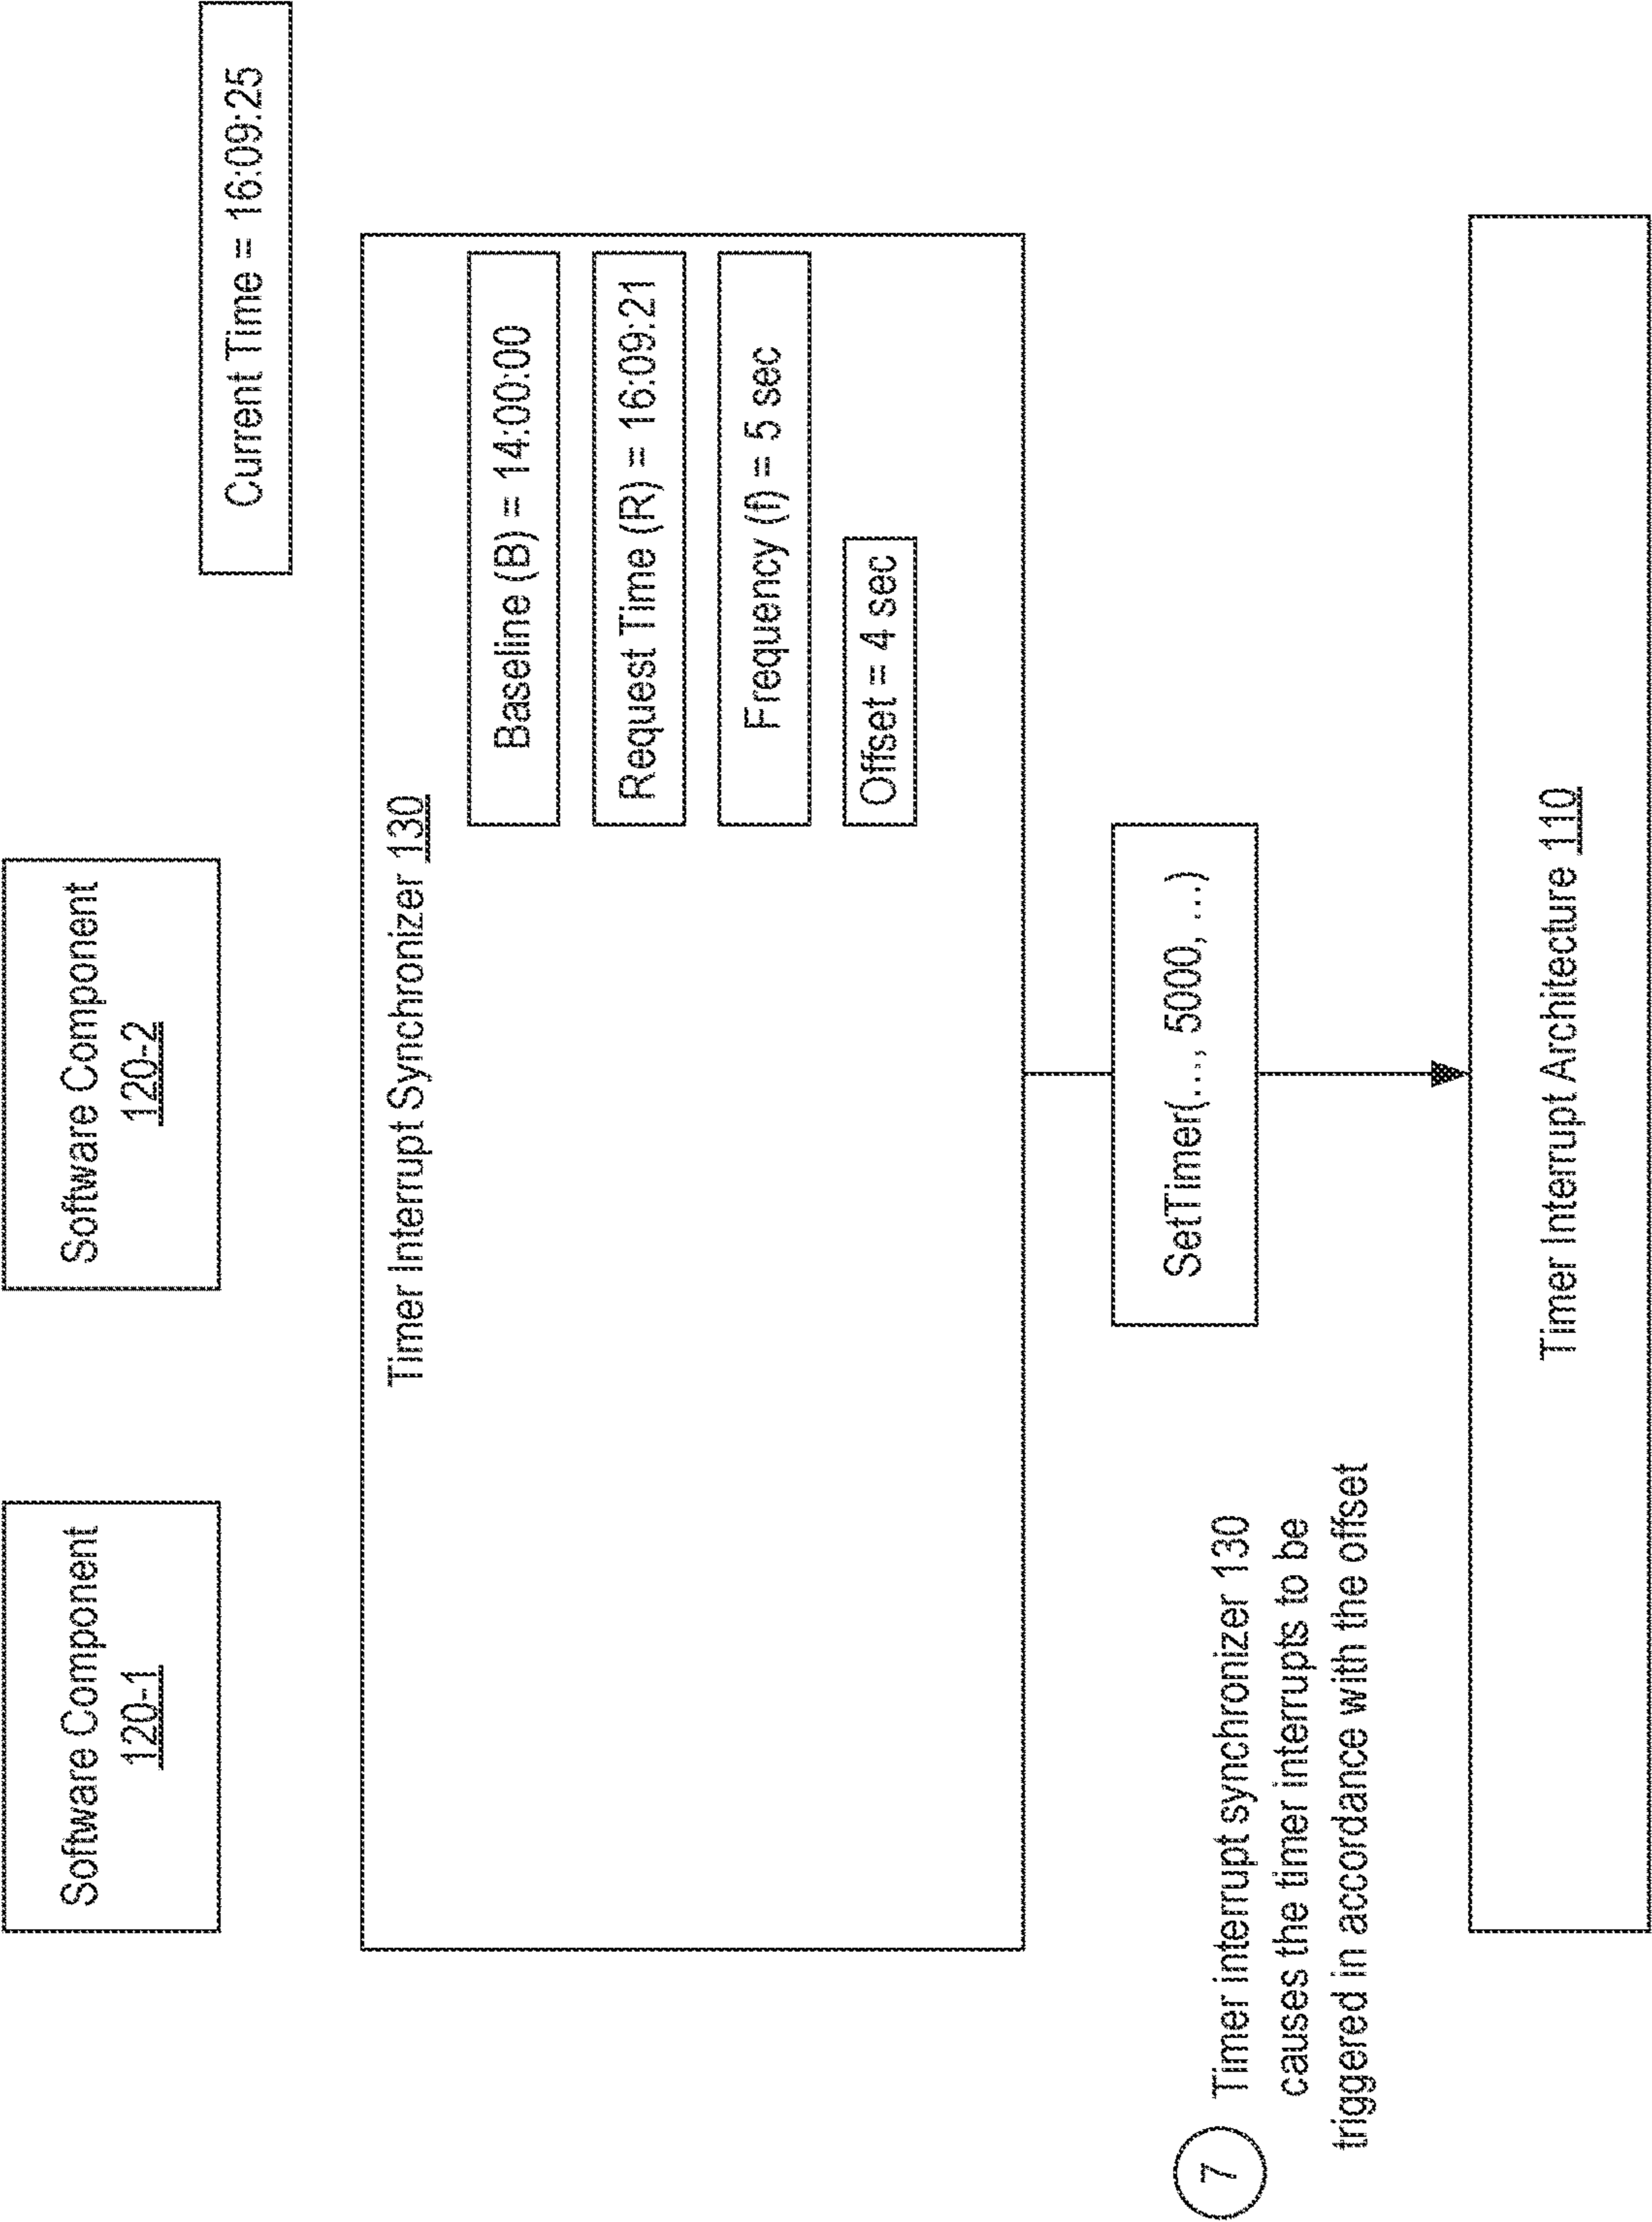 Software Component
120-1
Software Component
120-2
Current Time = 16:09:25
Timer Interrupt Synchronizer 130
Baseline (B) = 14:00:00
Request Time (R) = 16:09:21
Frequency (f) = 5 sec
Offset = 4 sec
7
Timer interrupt synchronizer 130
causes the timer interrupts to be
triggered in accordance with the offset
SetTimer(..., 5000, ...)
Timer Interrupt Architecture 110